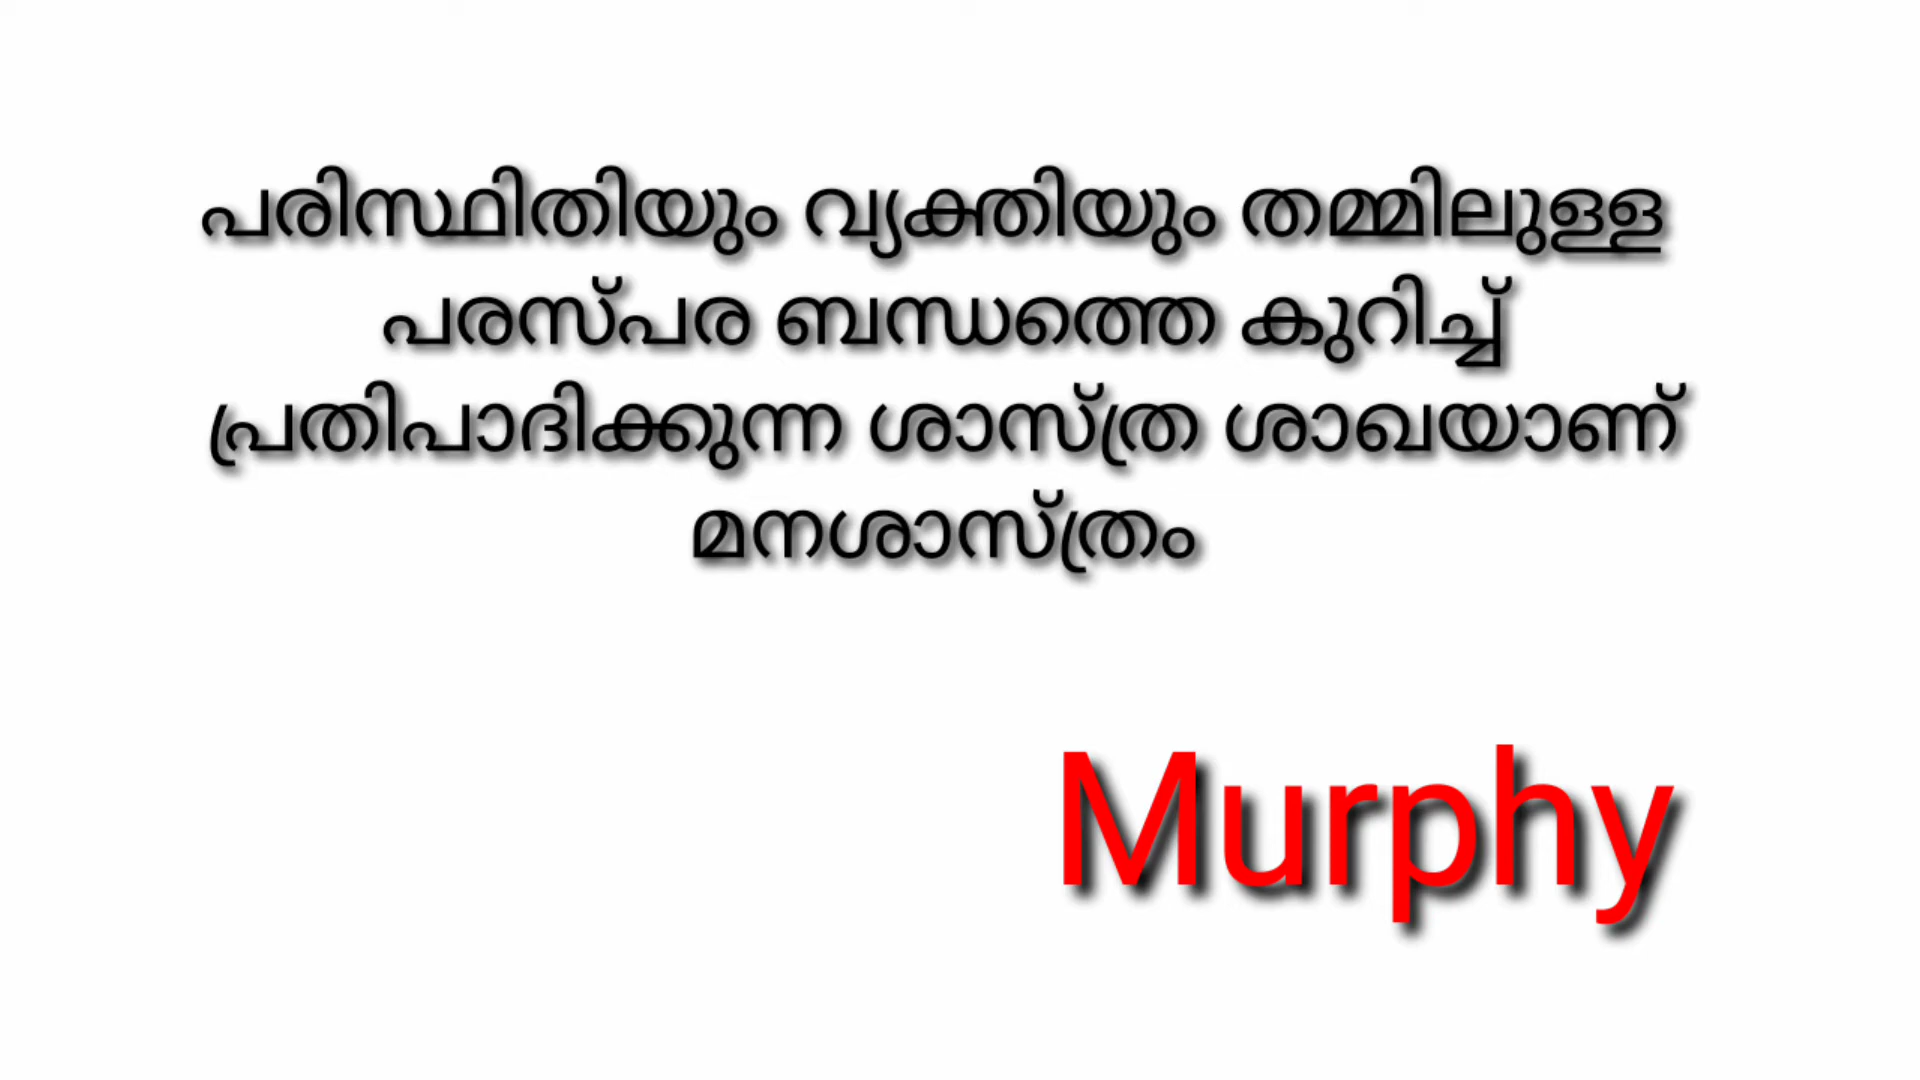 പരിസ്ഥിതിയും വ്യക്തിയും തമ്മിലുള്ള
പരസ്പര ബന്ധത്തെ കുറിച്ച്
പ്രതിപാദിക്കുന്ന ശാസ്ത്ര ശാഖയാണ്
മനശാസ്ത്രം
Murphy